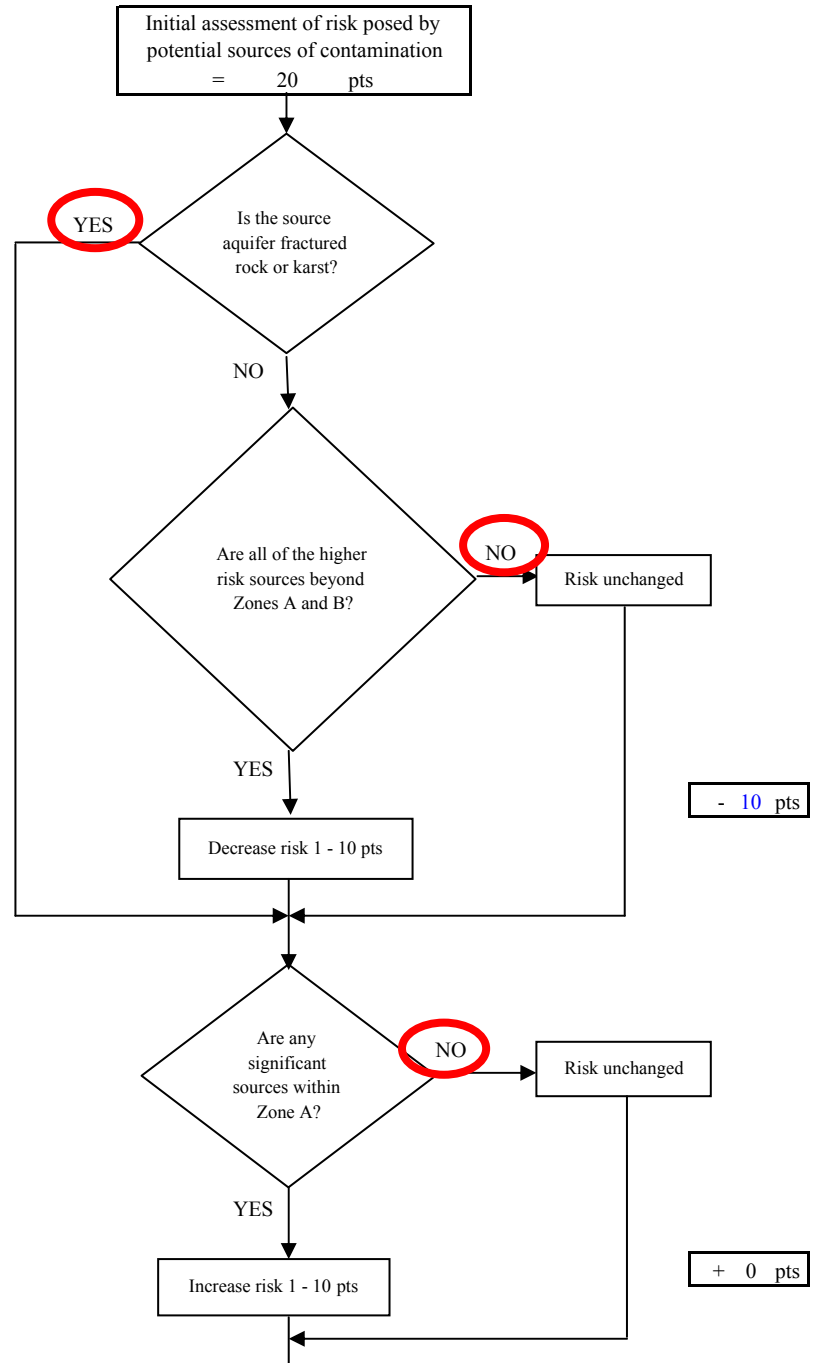 Initial assessment of risk posed by
potential sources of contamination
= 20 pts
YES
Is the source
aquifer fractured
rock or karst?
NO
Are all of the higher
risk sources beyond
Zones A and B?
NO
Risk unchanged
YES
- 10 pts
Decrease risk 1 - 10 pts
Are any
significant
sources within
Zone A?
NO
Risk unchanged
YES
+ 0 pts
Increase risk 1 - 10 pts